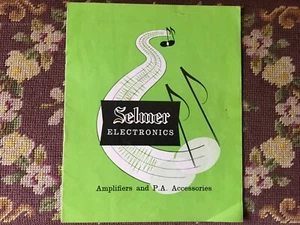 Selmer
ELECTRONICS
Amplifiers and P.A. Accessories